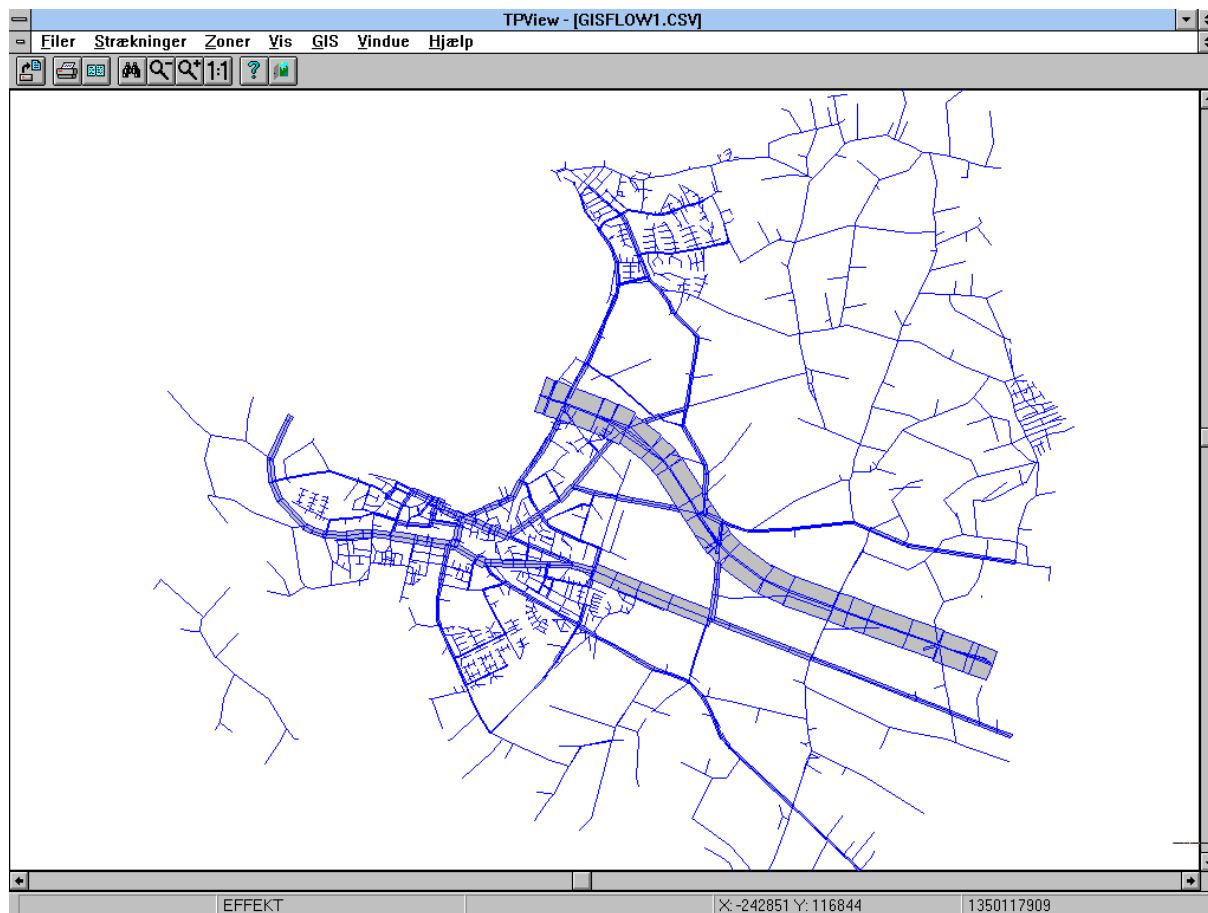 TPView - [GISFLOW1.CSV]
Filer Strækninger Zoner Vis GIS Vindue Hjælp
1:1 ?
EFFEKT X: -242851 Y: 116844 1350117909